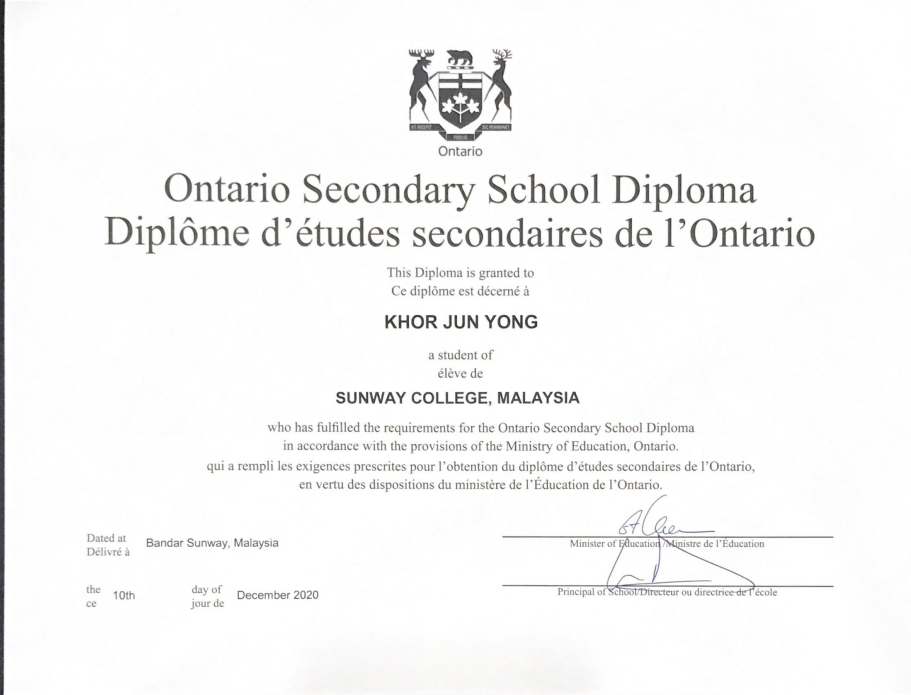 Ontario
Ontario Secondary School Diploma
Diplôme d'études secondaires de l'Ontario
This Diploma is granted to
Ce diplôme est décerné à
KHOR JUN YONG
a student of
élève de
SUNWAY COLLEGE, MALAYSIA
who has fulfilled the requirements for the Ontario Secondary School Diploma
in accordance with the provisions of the Ministry of Education, Ontario.
qui a rempli les exigences prescrites pour l'obtention du diplôme d'études secondaires de l'Ontario,
en vertu des dispositions du ministère de l'Éducation de l'Ontario.
Dated at
Délivré à
Bandar Sunway, Malaysia
Minister of Education/Ministre de l'Éducation
the
ce
10th
day of
jour de
December 2020
Principal of School/Directeur ou directrice de l'école